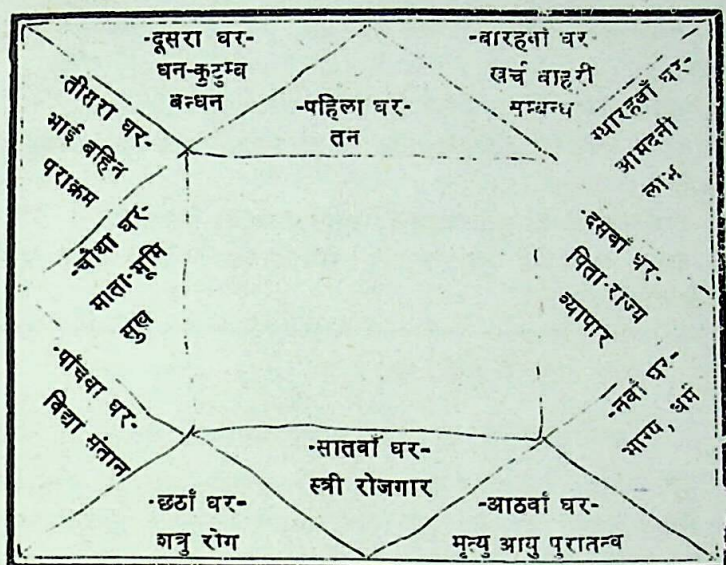 -पहिला घर-
तन
-दूसरा घर-
धन-कुटुम्ब
बन्धन
-तीसरा घर-
भाई बहिन
पराक्रम
-चौथा घर-
माता-भूमि
सुख
-पाँचवा घर-
विद्या संतान
-छठाँ घर-
शत्रु रोग
-सातवाँ घर-
स्त्री रोजगार
-आठवाँ घर-
मृत्यु आयु पुरातत्व
-नवाँ घर-
भाग्य, धर्म
-दसवाँ घर-
पिता-राज्य
व्यापार
ग्यारहवाँ घर-
आमदनी
लाभ
-बारहवाँ घर
खर्च बाहरी
सम्बन्ध